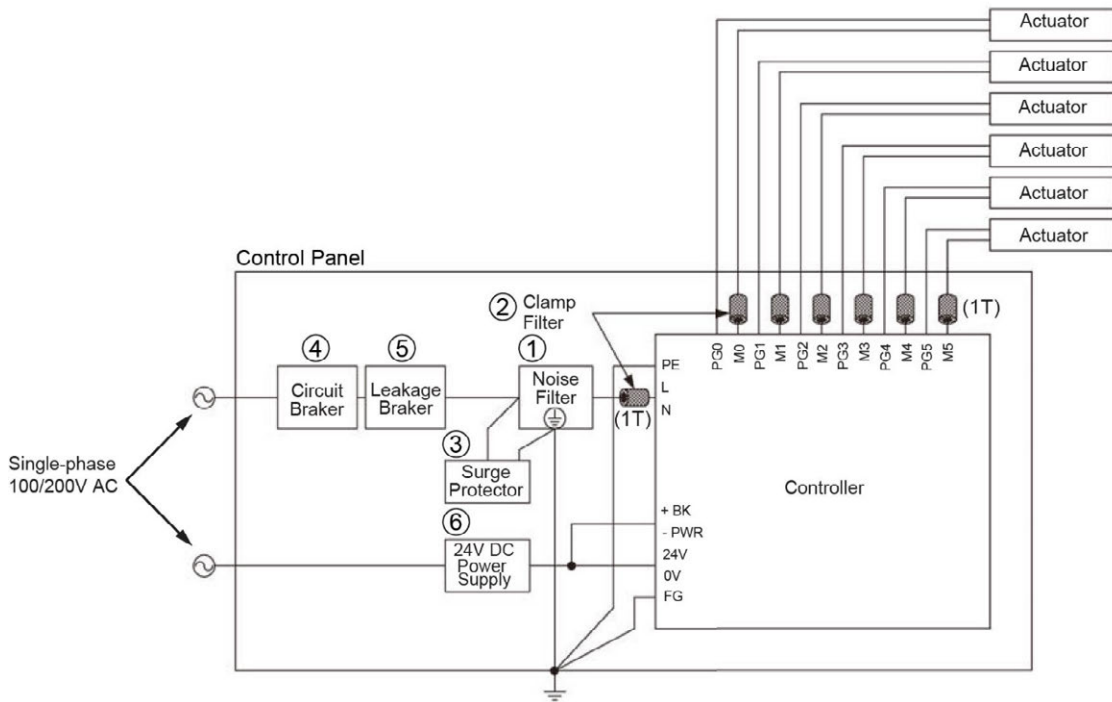 Actuator
Actuator
Actuator
Actuator
Actuator
Actuator
Control Panel
② Clamp
Filter
(1T)
PG0
M0
PG1
M1
PG2
M2
PG3
M3
PG4
M4
PG5
M5
④
Circuit
Braker
⑤
Leakage
Braker
①
Noise
Filter
(1T)
PE
L
N
③
Surge
Protector
Single-phase
100/200V AC
Controller
⑥
24V DC
Power
Supply
+ BK
- PWR
24V
0V
FG